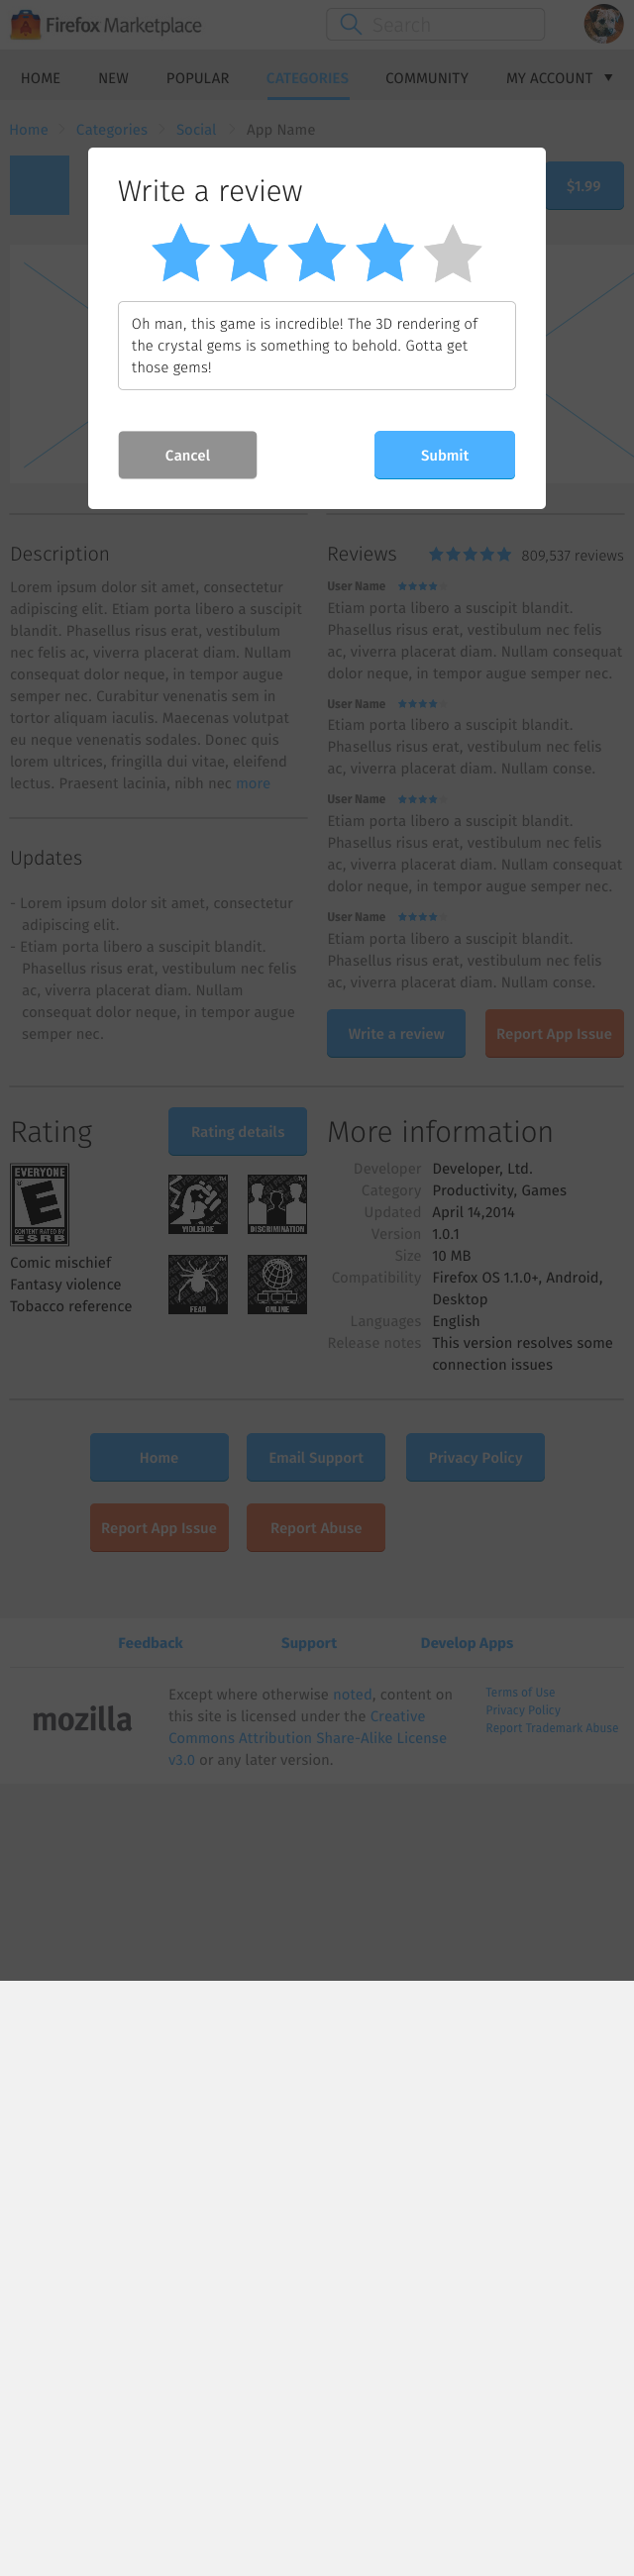 Firefox Marketplace
Search
HOME NEW POPULAR CATEGORIES COMMUNITY MY ACCOUNT
Home Categories Social App Name
$1.99
Write a review
Oh man, this game is incredible! The 3D rendering of
the crystal gems is something to behold. Gotta get
those gems!
Cancel Submit
Description
Lorem ipsum dolor sit amet, consectetur
adipiscing elit. Etiam porta libero a suscipit
blandit. Phasellus risus erat, vestibulum
nec felis ac, viverra placerat diam. Nullam
consequat dolor neque, in tempor augue
semper nec. Curabitur venenatis sem in
tortor aliquam iaculis. Maecenas volutpat
eu neque venenatis sodales. Donec quis
lorem ultrices, fringilla dui vitae, eleifend
lectus. Praesent lacinia, nibh nec more
Updates
- Lorem ipsum dolor sit amet, consectetur
adipiscing elit.
- Etiam porta libero a suscipit blandit.
Phasellus risus erat, vestibulum nec felis
ac, viverra placerat diam. Nullam
consequat dolor neque, in tempor augue
semper nec.
Reviews 809,537 reviews
User Name
Etiam porta libero a suscipit blandit.
Phasellus risus erat, vestibulum nec felis
ac, viverra placerat diam. Nullam consequat
dolor neque, in tempor augue semper nec.
User Name
Etiam porta libero a suscipit blandit.
Phasellus risus erat, vestibulum nec felis
ac, viverra placerat diam. Nullam conse.
User Name
Etiam porta libero a suscipit blandit.
Phasellus risus erat, vestibulum nec felis
ac, viverra placerat diam. Nullam consequat
dolor neque, in tempor augue semper nec.
User Name
Etiam porta libero a suscipit blandit.
Phasellus risus erat, vestibulum nec felis
ac, viverra placerat diam. Nullam conse.
Write a review Report App Issue
Rating
Rating details
EVERYONE
E
CONTENT RATED BY
ESRB
Comic mischief
Fantasy violence
Tobacco reference
VIOLENCE DISCRIMINATION
FEAR ONLINE
More information
Developer Developer, Ltd.
Category Productivity, Games
Updated April 14,2014
Version 1.0.1
Size 10 MB
Compatibility Firefox OS 1.1.0+, Android,
Desktop
Languages English
Release notes This version resolves some
connection issues
Home Email Support Privacy Policy
Report App Issue Report Abuse
Feedback Support Develop Apps
mozilla
Except where otherwise noted, content on
this site is licensed under the Creative
Commons Attribution Share-Alike License
v3.0 or any later version.
Terms of Use
Privacy Policy
Report Trademark Abuse